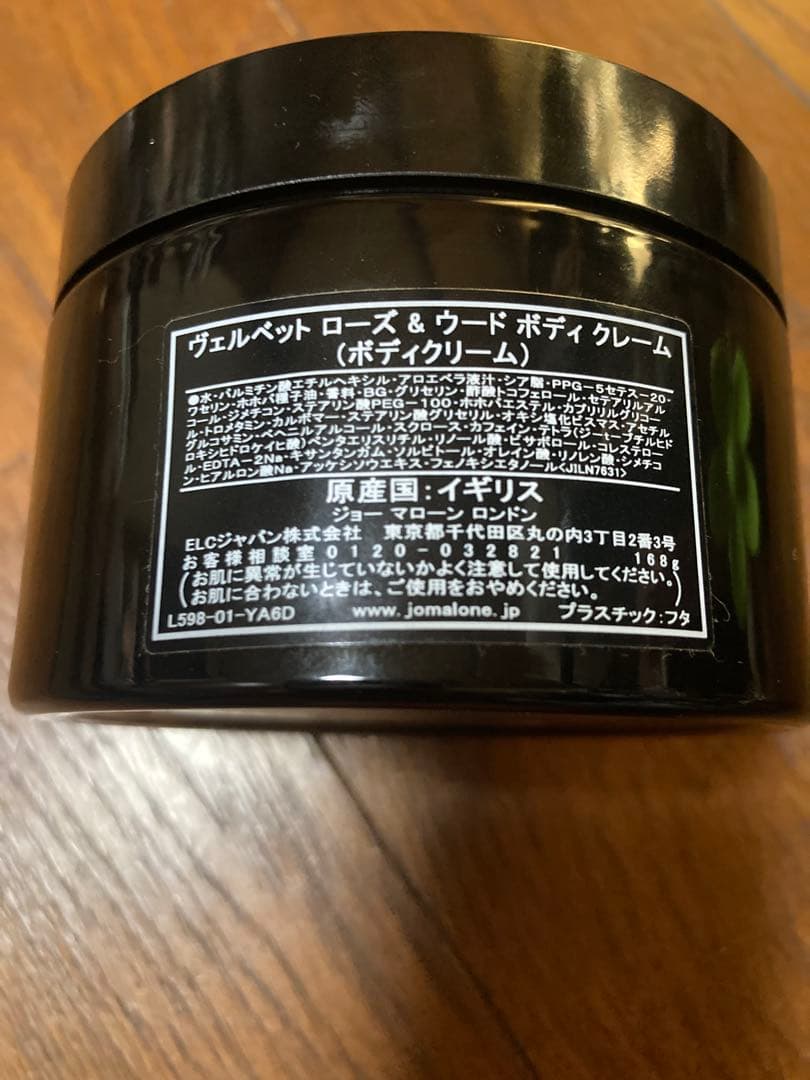 ヴェルベット ローズ & ウード ボディ クレーム
(ボディクリーム)
●水・パルミチン酸エチルヘキシル・アロエベラ液汁・シア脂・PPG-5セテス-20・
ワセリン・ホホバ種子油・香料・BG・グリセリン・酢酸トコフェロール・セテアリルアル
コール・ジメチコン・ステアリン酸PEG-100・ホホバエステル・カプリリルグリコー
ル・トロメタミン・カルボマー・ステアリン酸グリセリル・オキシ塩化ビスマス・アセチル
グルコサミン・ベヘニルアルコール・スクロース・カフェイン・テトラ(ジ-t-ブチルヒド
ロキシヒドロケイヒ酸)ペンタエリスリチル・リノール酸・ビサボロール・コレステロー
ル・EDTA-2Na・キサンタンガム・ソルビトール・オレイン酸・リノレン酸・シメチコ
ン・ヒアルロン酸Na・アッケシソウエキス・フェノキシエタノール<J1LN7631>
原産国:イギリス
ジョー マローン ロンドン
ELCジャパン株式会社 東京都千代田区丸の内3丁目2番3号
お客様相談室0120-032821 168g
(お肌に異常が生じていないかよく注意して使用してください。
お肌に合わないときは、ご使用をおやめください。)
L598-01-YA6D www.jomalone.jp プラスチック:フタ